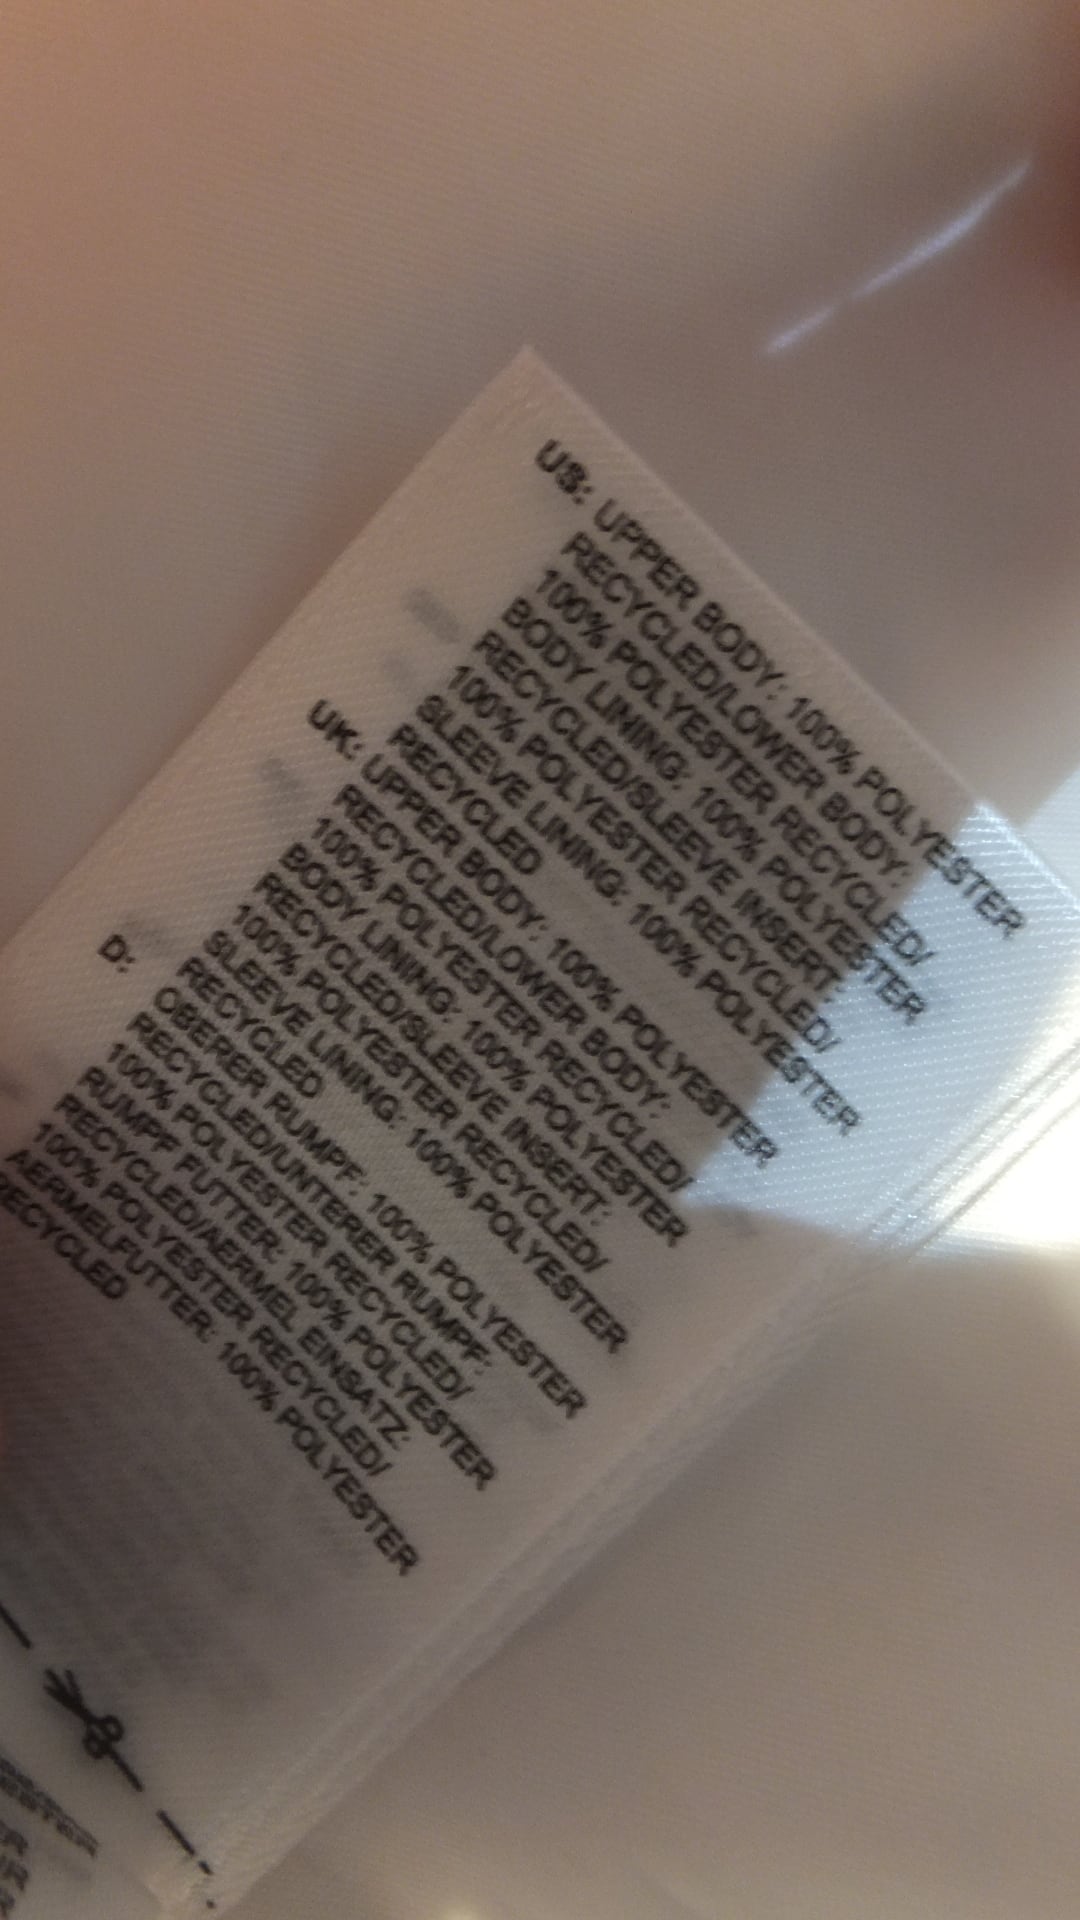 US: UPPER BODY: 100% POLYESTER
RECYCLED/LOWER BODY:
100% POLYESTER RECYCLED/
BODY LINING: 100% POLYESTER
RECYCLED/SLEEVE INSERT:
100% POLYESTER RECYCLED/
SLEEVE LINING: 100% POLYESTER
RECYCLED
UK: UPPER BODY: 100% POLYESTER
RECYCLED/LOWER BODY:
100% POLYESTER RECYCLED/
BODY LINING: 100% POLYESTER
RECYCLED/SLEEVE INSERT:
100% POLYESTER RECYCLED/
SLEEVE LINING: 100% POLYESTER
RECYCLED
D: OBERER RUMPF: 100% POLYESTER
RECYCLED/UNTERER RUMPF:
100% POLYESTER RECYCLED/
RUMPF FUTTER: 100% POLYESTER
RECYCLED/AERMEL EINSATZ:
100% POLYESTER RECYCLED/
AERMELFUTTER: 100% POLYESTER
RECYCLED